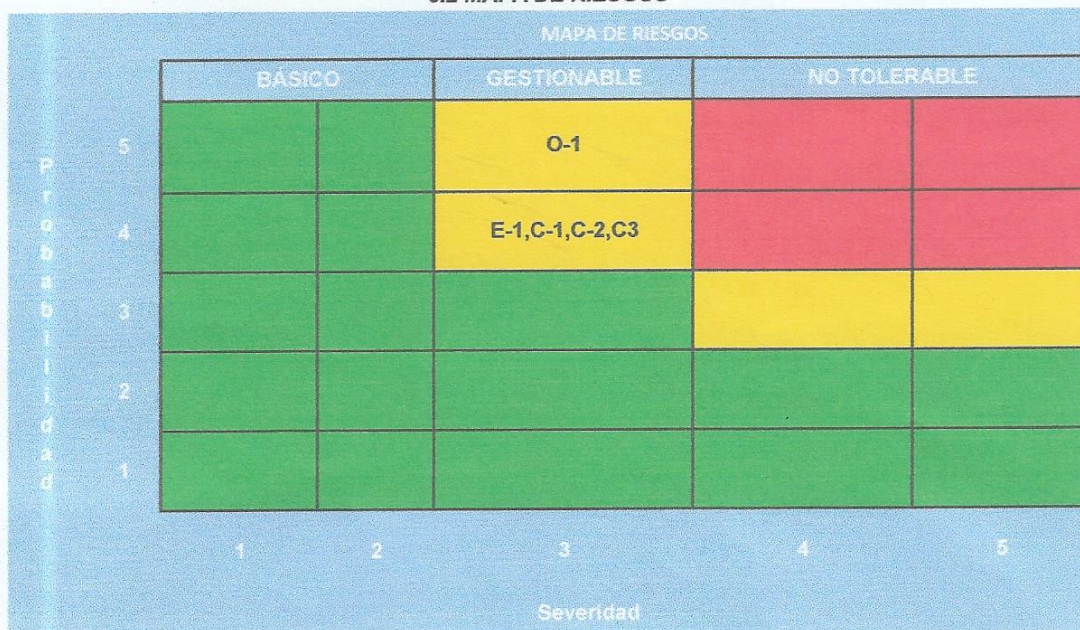 MAPA DE RIESGOS
BÁSICO GESTIONABLE NO TOLERABLE
Probabilidad
5 O-1
4 E-1,C-1,C-2,C3
3
2
1
1 2 3 4 5
Severidad